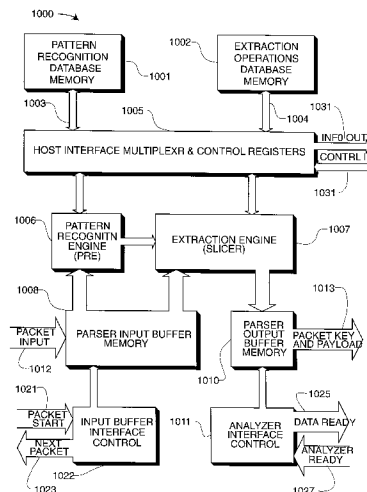 1000
PATTERN
RECOGNITION
DATABASE
MEMORY
1001
EXTRACTION
OPERATIONS
DATABASE
MEMORY
1002
1003
1004
1005
1031
INFO OUT
HOST INTERFACE MULTIPLEXR & CONTROL REGISTERS
CONTRL I
1031
1006
PATTERN
RECOGNITN
ENGINE
(PRE)
EXTRACTION ENGINE
(SLICER)
1007
1008
PARSER INPUT BUFFER
MEMORY
PACKET
INPUT
1012
PARSER
OUTPUT
BUFFER
MEMORY
1010
1013
PACKET KEY
AND PAYLOAD
1021
PACKET
START
NEXT
PACKET
1023
INPUT BUFFER
INTERFACE
CONTROL
1022
1011
ANALYZER
INTERFACE
CONTROL
1025
DATA READY
ANALYZER
READY
1027